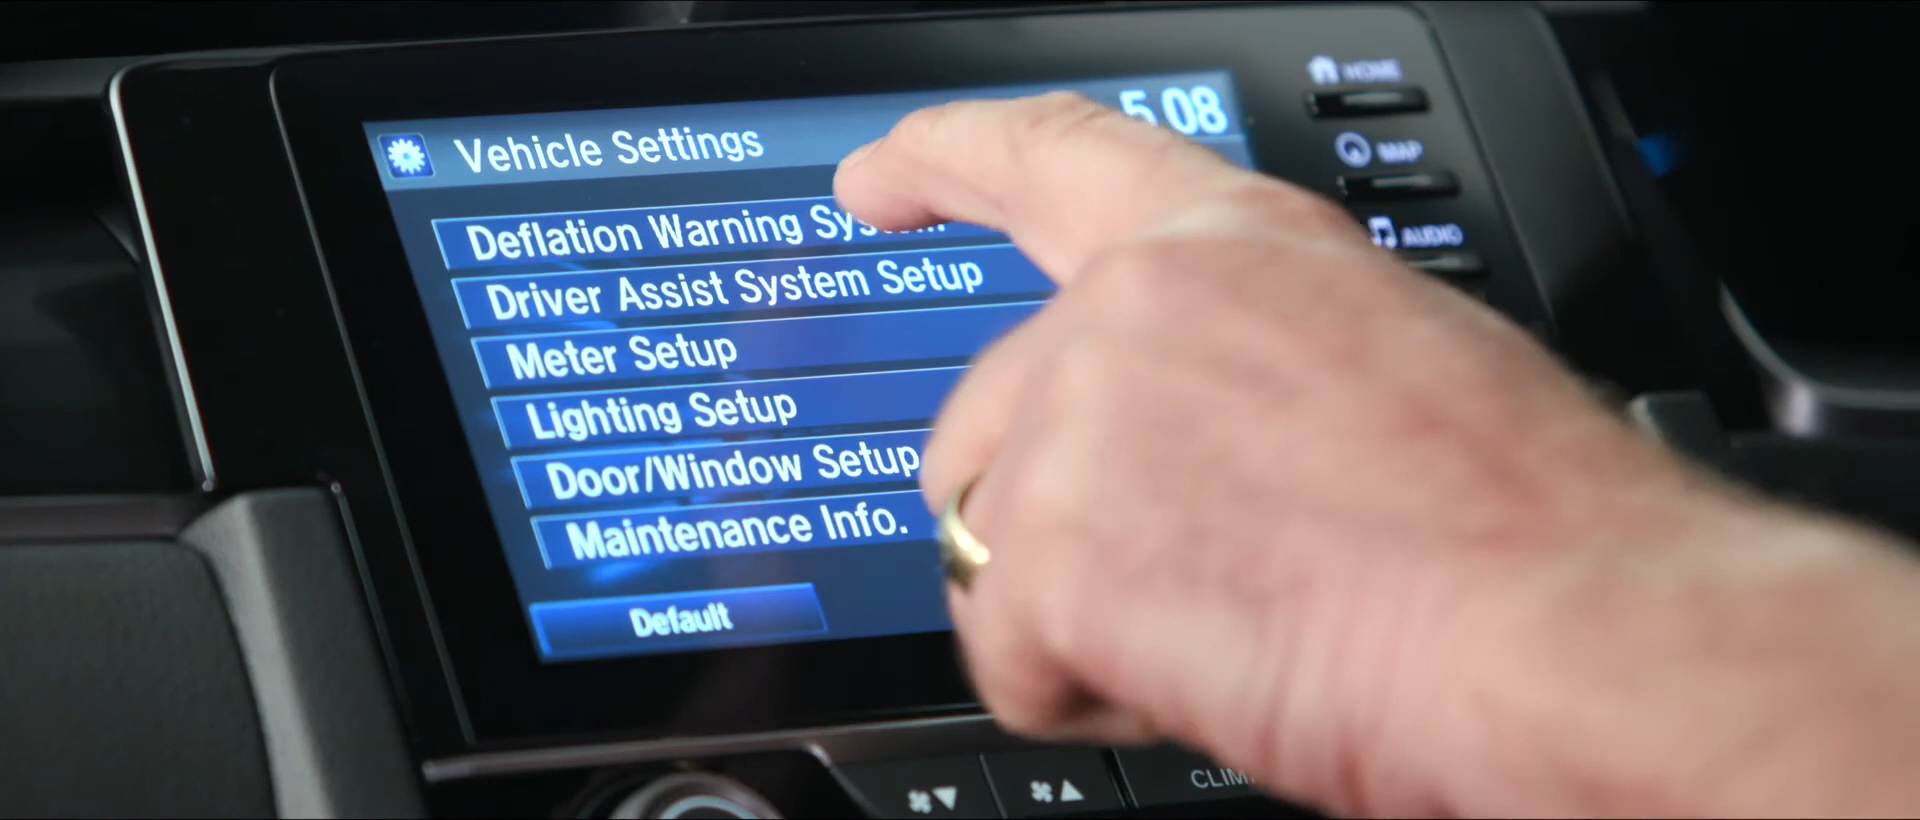 Vehicle Settings
5:08
Deflation Warning System
Driver Assist System Setup
Meter Setup
Lighting Setup
Door/Window Setup
Maintenance Info.
Default
HOME
MAP
AUDIO